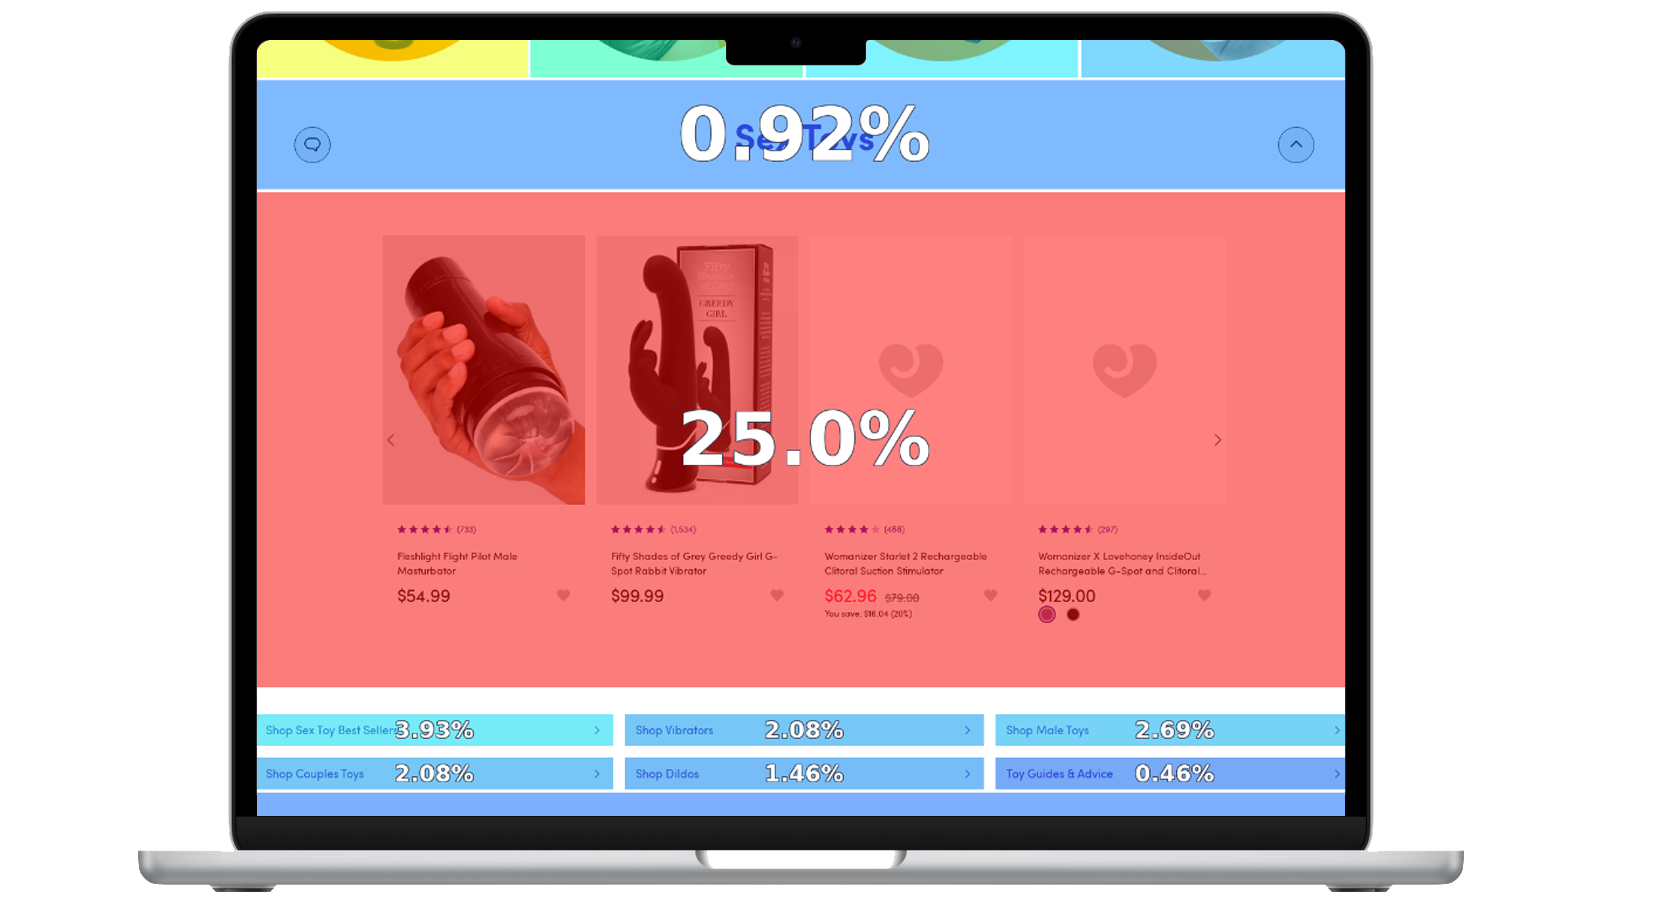 Sex Toys
0.92%
Fifty
Shades
of Grey
GREEDY
GIRL
25.0%
(733)
(1,534)
(488)
(297)
Fleshlight Flight Pilot Male
Masturbator
$54.99
Fifty Shades of Grey Greedy Girl G-
Spot Rabbit Vibrator
$99.99
Womanizer Starlet 2 Rechargeable
Clitoral Suction Stimulator
$62.96 $79.00
You save: $16.04 (20%)
Womanizer X Lovehoney InsideOut
Rechargeable G-Spot and Clitoral...
$129.00
Shop Sex Toy Best Sellers 3.93%
Shop Vibrators 2.08%
Shop Male Toys 2.69%
Shop Couples Toys 2.08%
Shop Dildos 1.46%
Toy Guides & Advice 0.46%